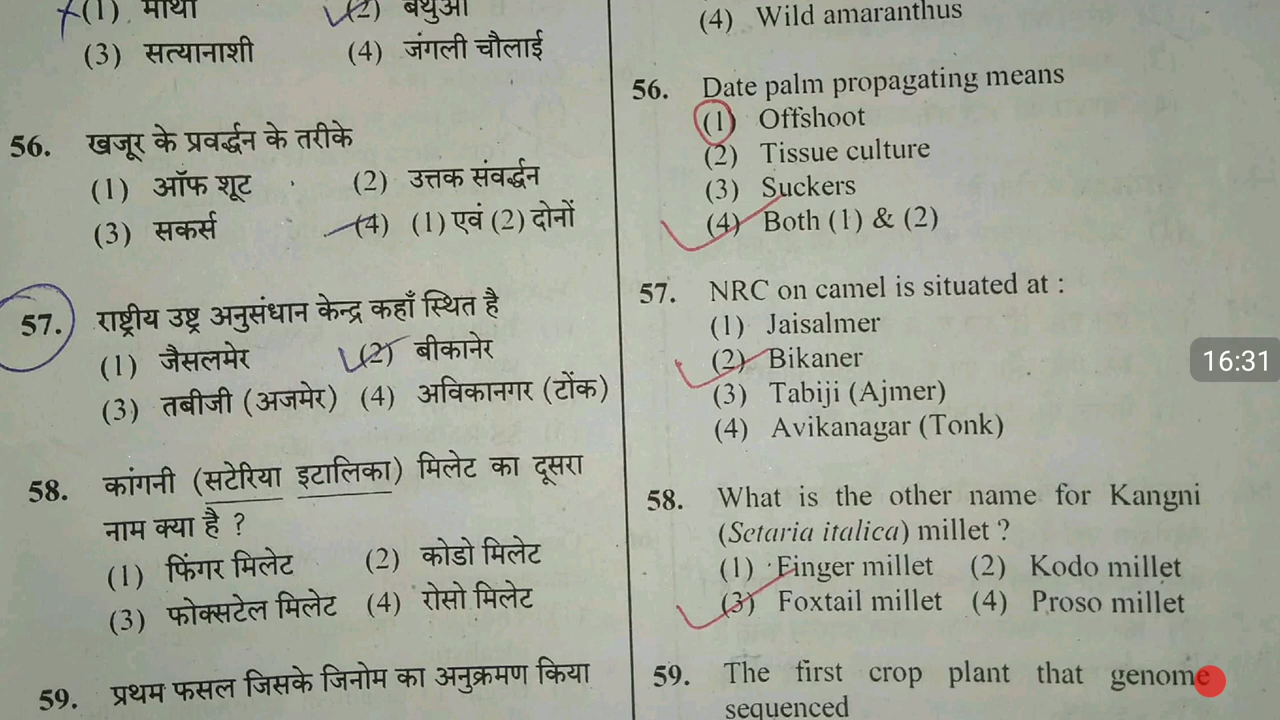 (1) माथा (2) बथुआ
(3) सत्यानाशी (4) जंगली चौलाई
56. खजूर के प्रवर्द्धन के तरीके
(1) ऑफ शूट (2) उत्तक संवर्द्धन
(3) सकर्स (4) (1) एवं (2) दोनों
57. राष्ट्रीय उष्ट्र अनुसंधान केन्द्र कहाँ स्थित है
(1) जैसलमेर (2) बीकानेर
(3) तबीजी (अजमेर) (4) अविकानगर (टोंक)
58. कांगनी (सटेरिया इटालिका) मिलेट का दूसरा
नाम क्या है ?
(1) फिंगर मिलेट (2) कोडो मिलेट
(3) फोक्सटेल मिलेट (4) रोसो मिलेट
59. प्रथम फसल जिसके जिनोम का अनुक्रमण किया
(4) Wild amaranthus
56. Date palm propagating means
(1) Offshoot
(2) Tissue culture
(3) Suckers
(4) Both (1) & (2)
57. NRC on camel is situated at :
(1) Jaisalmer
(2) Bikaner
(3) Tabiji (Ajmer)
(4) Avikanagar (Tonk)
58. What is the other name for Kangni
(Setaria italica) millet ?
(1) Finger millet (2) Kodo millet
(3) Foxtail millet (4) Proso millet
59. The first crop plant that genome
sequenced
16:31